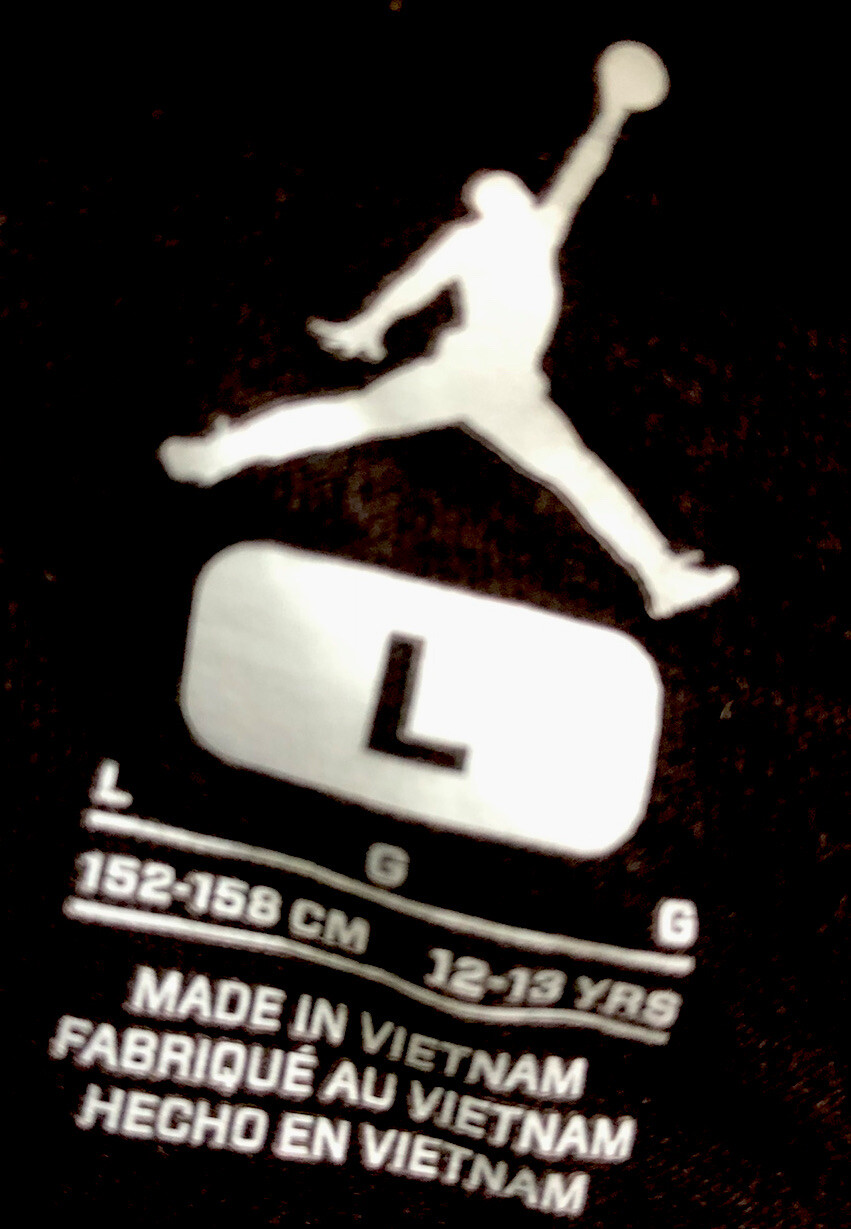 L
L G G
152-158 CM 12-13 YRS
MADE IN VIETNAM
FABRIQUÉ AU VIETNAM
HECHO EN VIETNAM